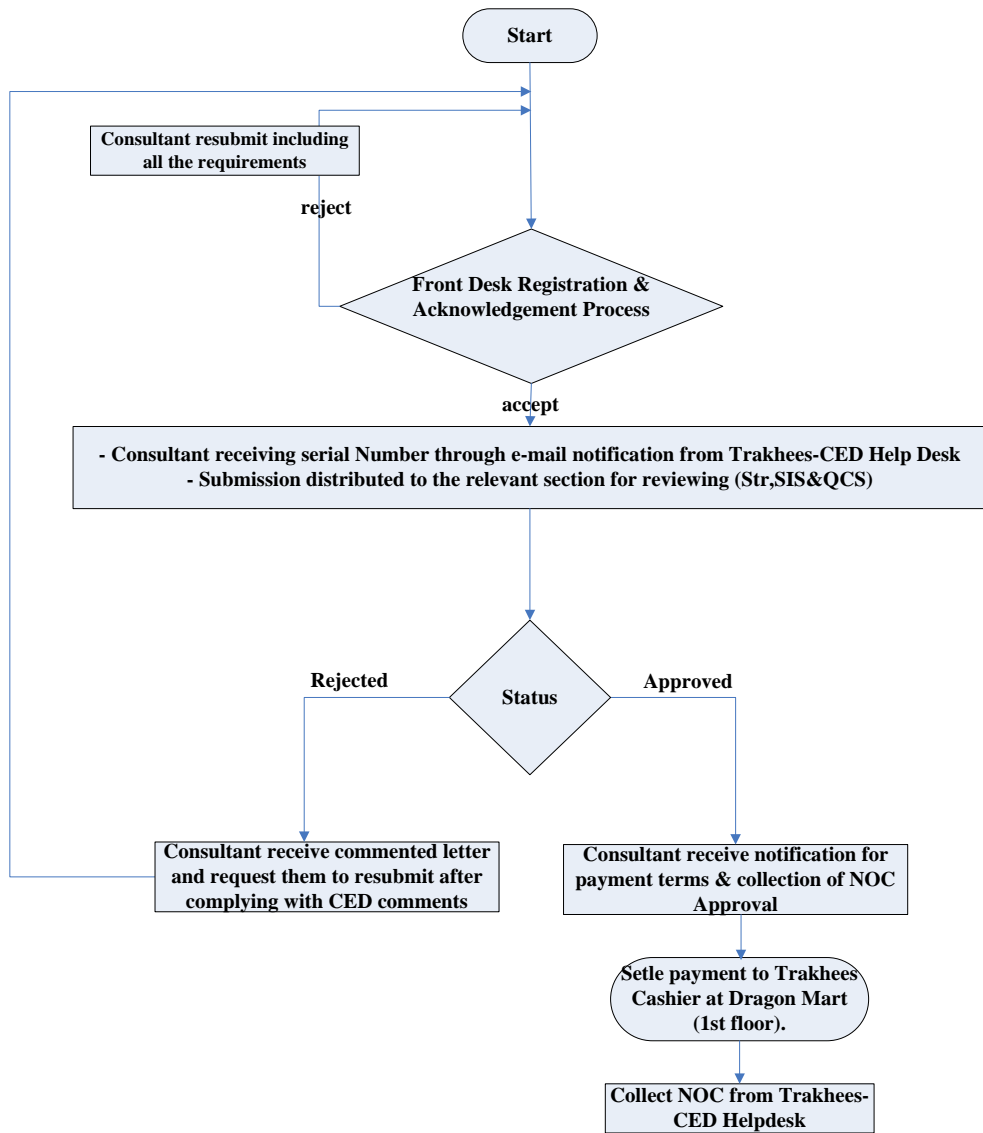 Start
Consultant resubmit including
all the requirements
reject
Front Desk Registration &
Acknowledgement Process
accept
- Consultant receiving serial Number through e-mail notification from Trakhees-CED Help Desk
- Submission distributed to the relevant section for reviewing (Str,SIS&QCS)
Rejected
Status
Approved
Consultant receive commented letter
and request them to resubmit after
complying with CED comments
Consultant receive notification for
payment terms & collection of NOC
Approval
Setle payment to Trakhees
Cashier at Dragon Mart
(1st floor).
Collect NOC from Trakhees-
CED Helpdesk